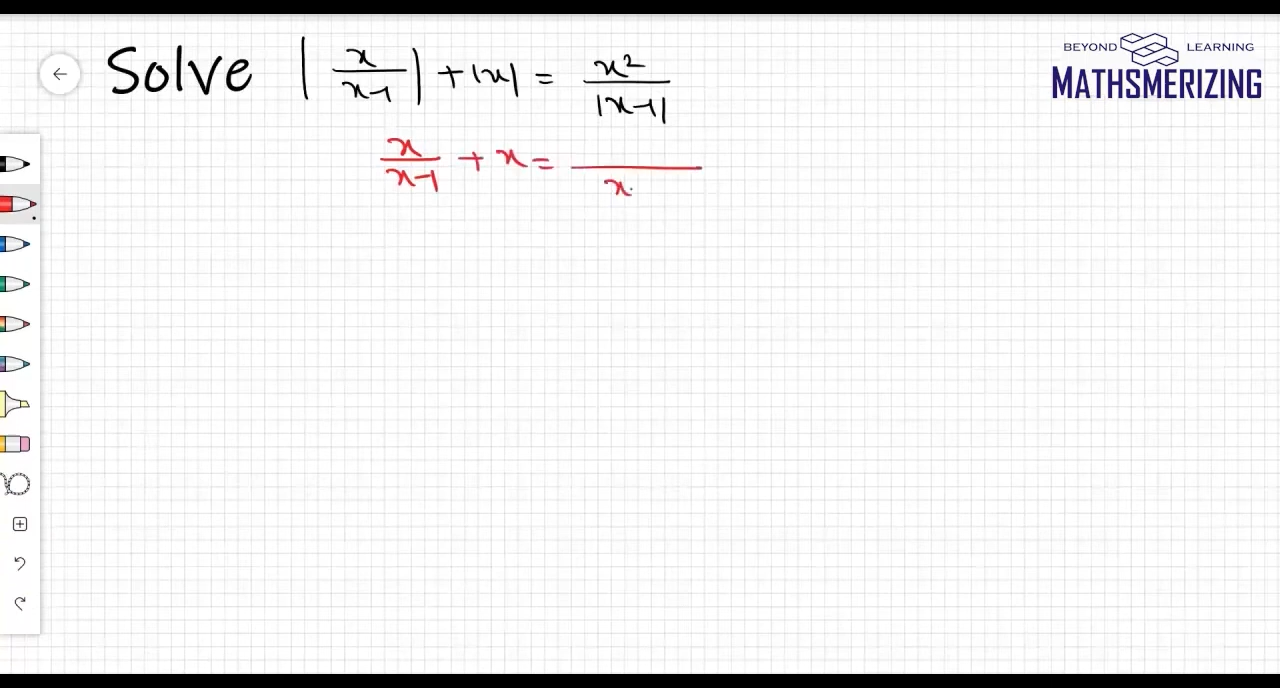 Solve |x/(x-1)| + |x| = x²/|x-1|
BEYOND LEARNING
MATHSMERIZING
x/(x-1) + x = /x